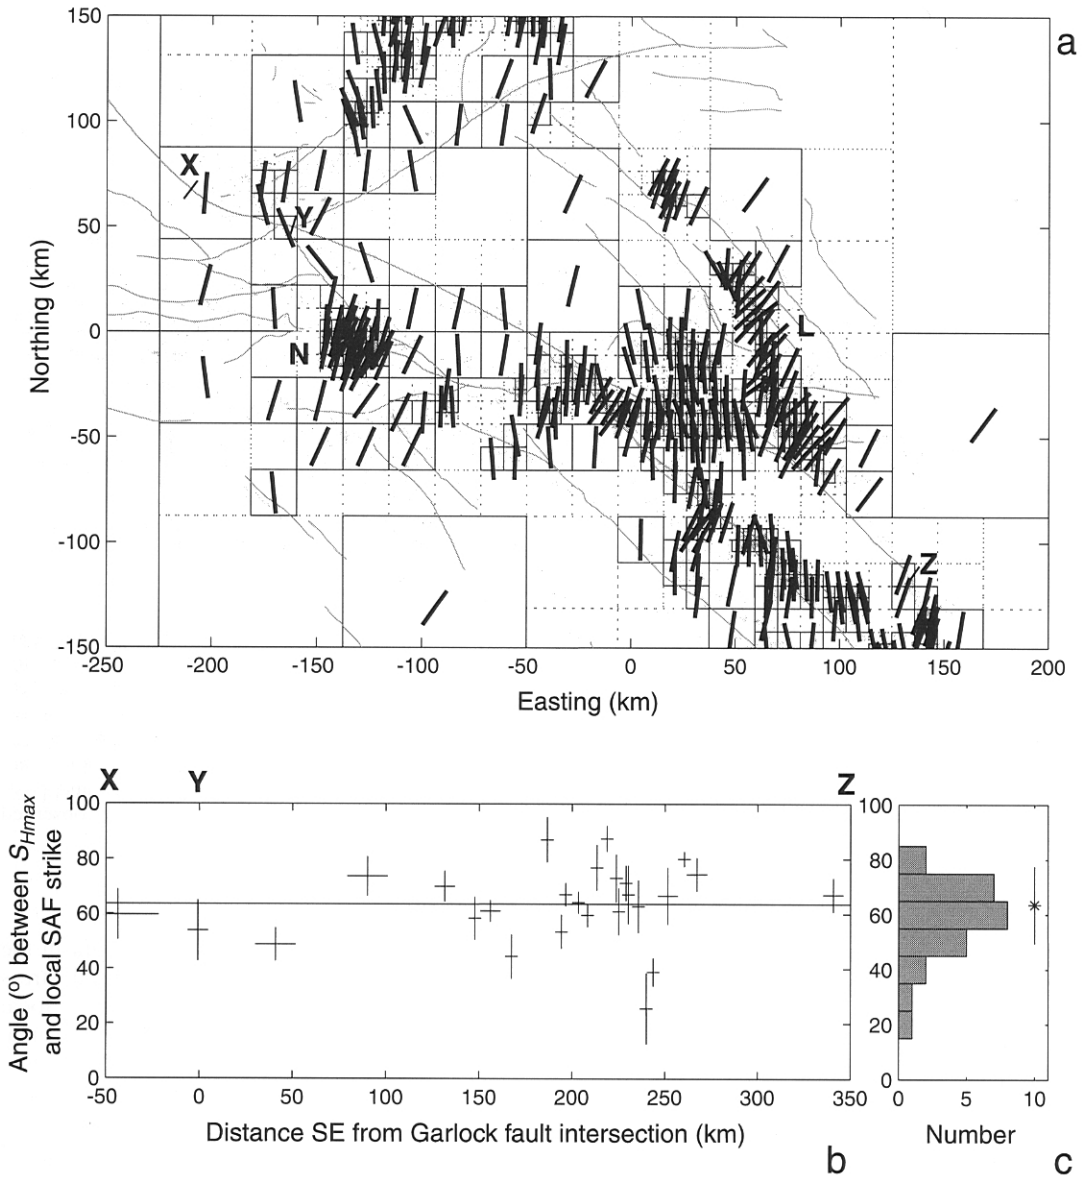 150
100
50
0
-50
-100
-150
Northing (km)
-250
-200
-150
-100
-50
0
50
100
150
200
Easting (km)
a
X
Y
N
L
Z
X
Y
Z
100
80
60
40
20
0
Angle (º) between SHmax
and local SAF strike
-50
0
50
100
150
200
250
300
350
Distance SE from Garlock fault intersection (km)
b
100
80
60
40
20
0
0
5
10
Number
c